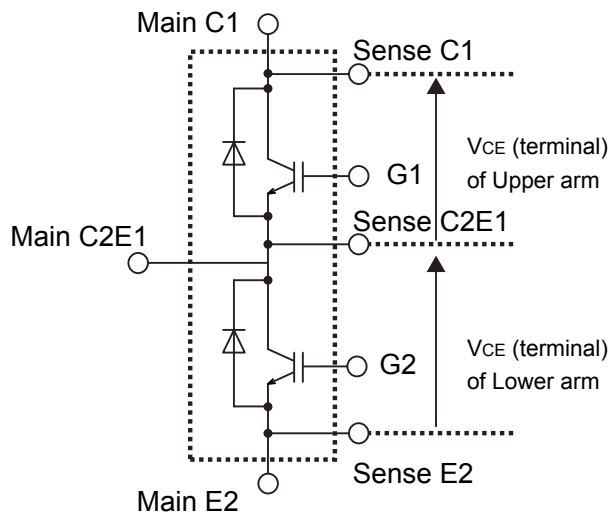 Main C1
Sense C1
VCE (terminal)
of Upper arm
G1
Main C2E1
Sense C2E1
VCE (terminal)
of Lower arm
G2
Sense E2
Main E2